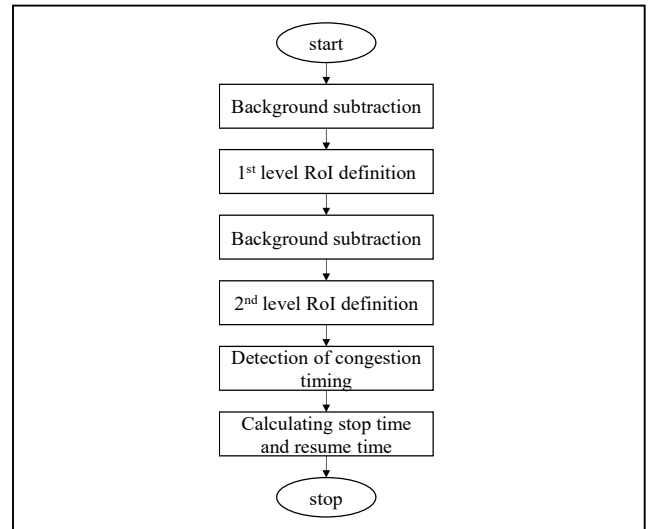 start
Background subtraction
1st level RoI definition
Background subtraction
2nd level RoI definition
Detection of congestion
timing
Calculating stop time
and resume time
stop